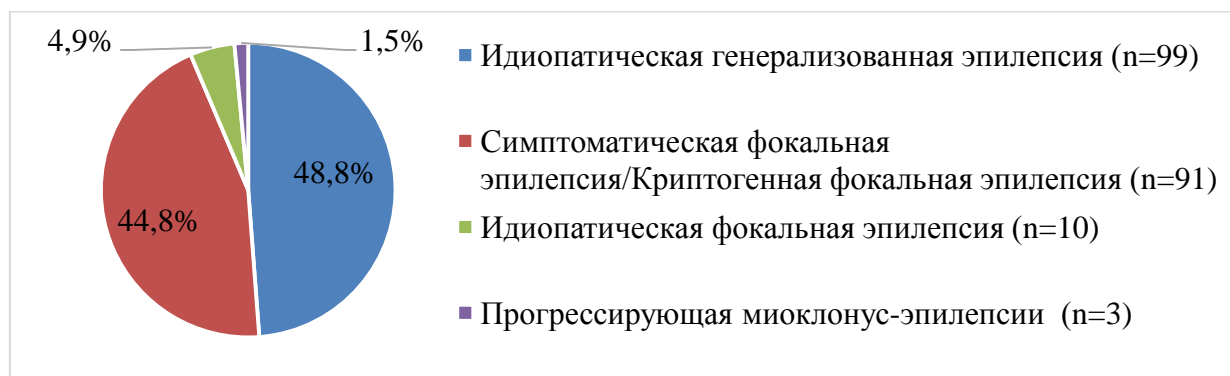 4,9%
1,5%
48,8%
44,8%
Идиопатическая генерализованная эпилепсия (n=99)
Симптоматическая фокальная
эпилепсия/Криптогенная фокальная эпилепсия (n=91)
Идиопатическая фокальная эпилепсия (n=10)
Прогрессирующая миоклонус-эпилепсии (n=3)